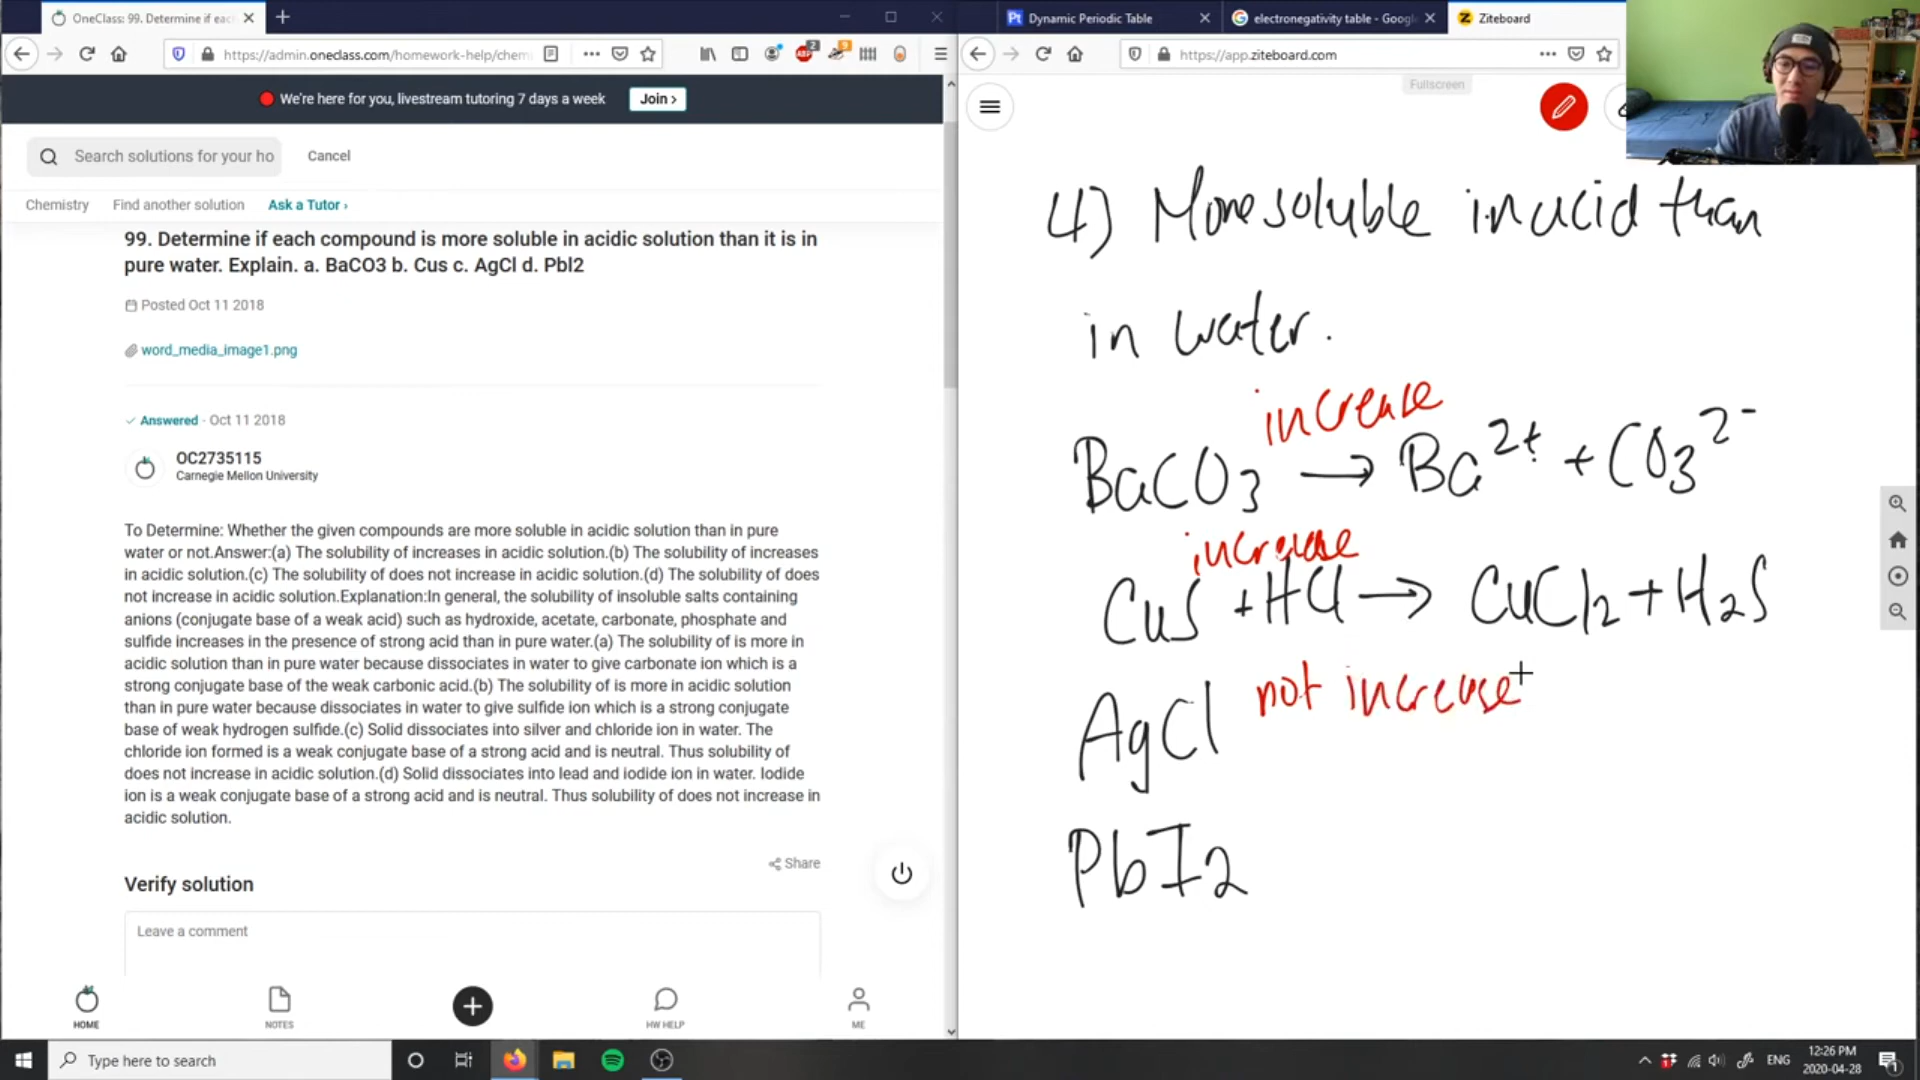 OneClass: 99. Determine if eac
https://admin.oneclass.com/homework-help/chem
We're here for you, livestream tutoring 7 days a week
Join ›
Search solutions for your ho
Cancel
Chemistry
Find another solution
Ask a Tutor ›
99. Determine if each compound is more soluble in acidic solution than it is in
pure water. Explain. a. BaCO3 b. Cus c. AgCl d. Pbl2
Posted Oct 11 2018
word_media_image1.png
Answered - Oct 11 2018
OC2735115
Carnegie Mellon University
To Determine: Whether the given compounds are more soluble in acidic solution than in pure
water or not.Answer:(a) The solubility of increases in acidic solution.(b) The solubility of increases
in acidic solution.(c) The solubility of does not increase in acidic solution.(d) The solubility of does
not increase in acidic solution.Explanation:In general, the solubility of insoluble salts containing
anions (conjugate base of a weak acid) such as hydroxide, acetate, carbonate, phosphate and
sulfide increases in the presence of strong acid than in pure water.(a) The solubility of is more in
acidic solution than in pure water because dissociates in water to give carbonate ion which is a
strong conjugate base of the weak carbonic acid.(b) The solubility of is more in acidic solution
than in pure water because dissociates in water to give sulfide ion which is a strong conjugate
base of weak hydrogen sulfide.(c) Solid dissociates into silver and chloride ion in water. The
chloride ion formed is a weak conjugate base of a strong acid and is neutral. Thus solubility of
does not increase in acidic solution.(d) Solid dissociates into lead and iodide ion in water. Iodide
ion is a weak conjugate base of a strong acid and is neutral. Thus solubility of does not increase in
acidic solution.
Share
Verify solution
Leave a comment
HOME
NOTES
HW HELP
ME
Dynamic Periodic Table
electronegativity table - Googl
Ziteboard
https://app.ziteboard.com
Fullscreen
4) More soluble in acid than
in water.
increase
BaCO3 → Ba2+ + CO3 2-
increase
CuS + HCl → CuCl2 + H2S
not increase
AgCl
PbI2
Type here to search
ENG
12:26 PM
2020-04-28